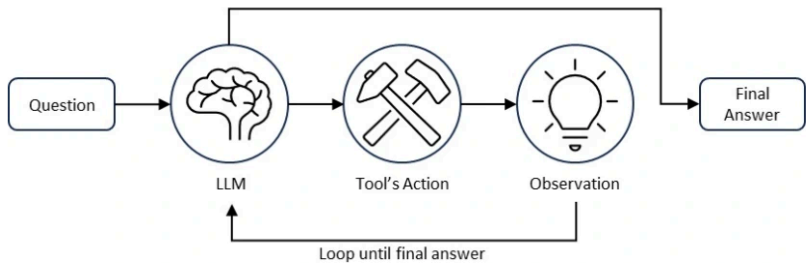 Question
LLM
Tool's Action
Observation
Final
Answer
Loop until final answer